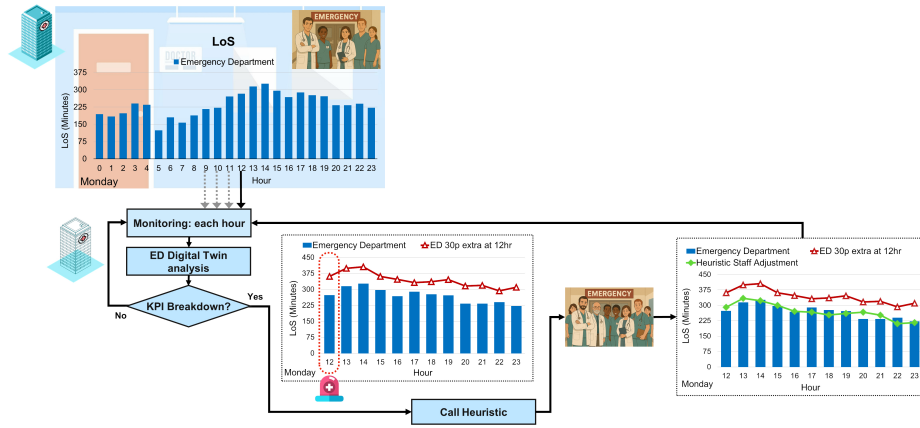 EMERGENCY
LoS
DOCTOR
Emergency Department
LoS (Minutes)
375
300
225
150
75
0
0 1 2 3 4 5 6 7 8 9 10 11 12 13 14 15 16 17 18 19 20 21 22 23
Monday
Hour
Monitoring: each hour
ED Digital Twin
analysis
KPI Breakdown?
No
Yes
Emergency Department
ED 30p extra at 12hr
LoS (Minutes)
450
375
300
225
150
75
0
12 13 14 15 16 17 18 19 20 21 22 23
Monday
Hour
Call Heuristic
EMERGENCY
Emergency Department
ED 30p extra at 12hr
Heuristic Staff Adjustment
LoS (Minutes)
450
375
300
225
150
75
0
12 13 14 15 16 17 18 19 20 21 22 23
Monday
Hour